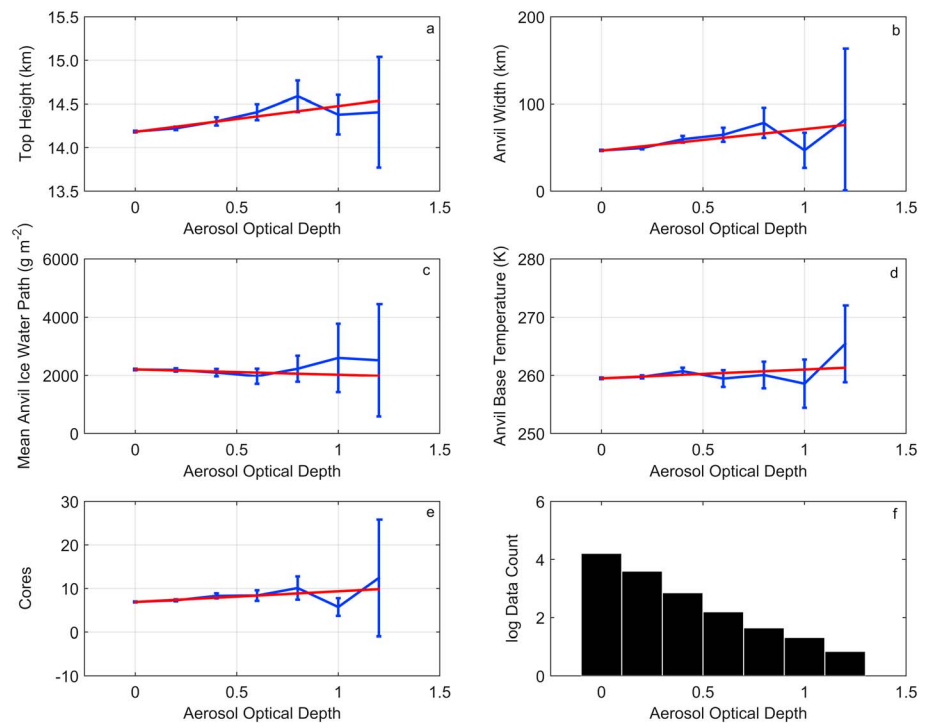 15.5
15.0
14.5
14.0
13.5
Top Height (km)
a
0
0.5
1
1.5
Aerosol Optical Depth
200
100
0
Anvil Width (km)
b
0
0.5
1
1.5
Aerosol Optical Depth
6000
4000
2000
0
Mean Anvil Ice Water Path (g m-2)
c
0
0.5
1
1.5
Aerosol Optical Depth
280
270
260
250
Anvil Base Temperature (K)
d
0
0.5
1
1.5
Aerosol Optical Depth
30
20
10
0
-10
Cores
e
0
0.5
1
1.5
Aerosol Optical Depth
6
4
2
0
log Data Count
f
0
0.5
1
1.5
Aerosol Optical Depth